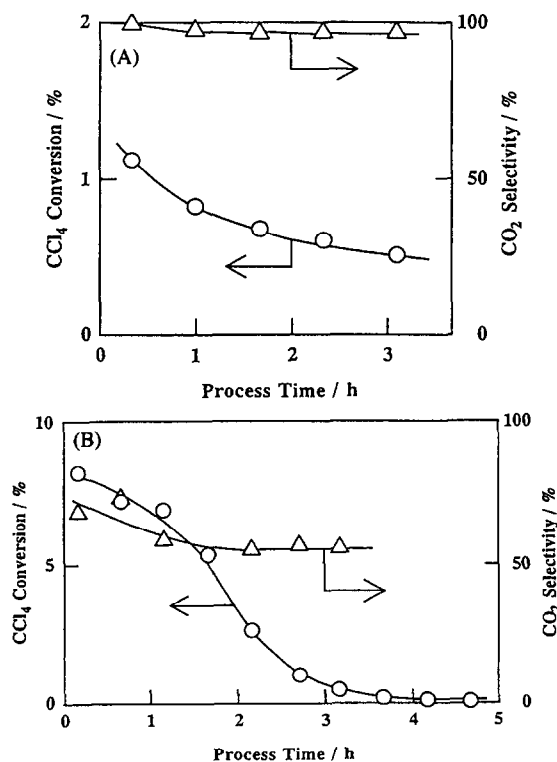 2
100
(A)
CCl4 Conversion / %
1
50
CO2 Selectivity / %
0
0
0 1 2 3
Process Time / h
10
100
(B)
CCl4 Conversion / %
5
50
CO2 Selectivity / %
0
0
0 1 2 3 4 5
Process Time / h